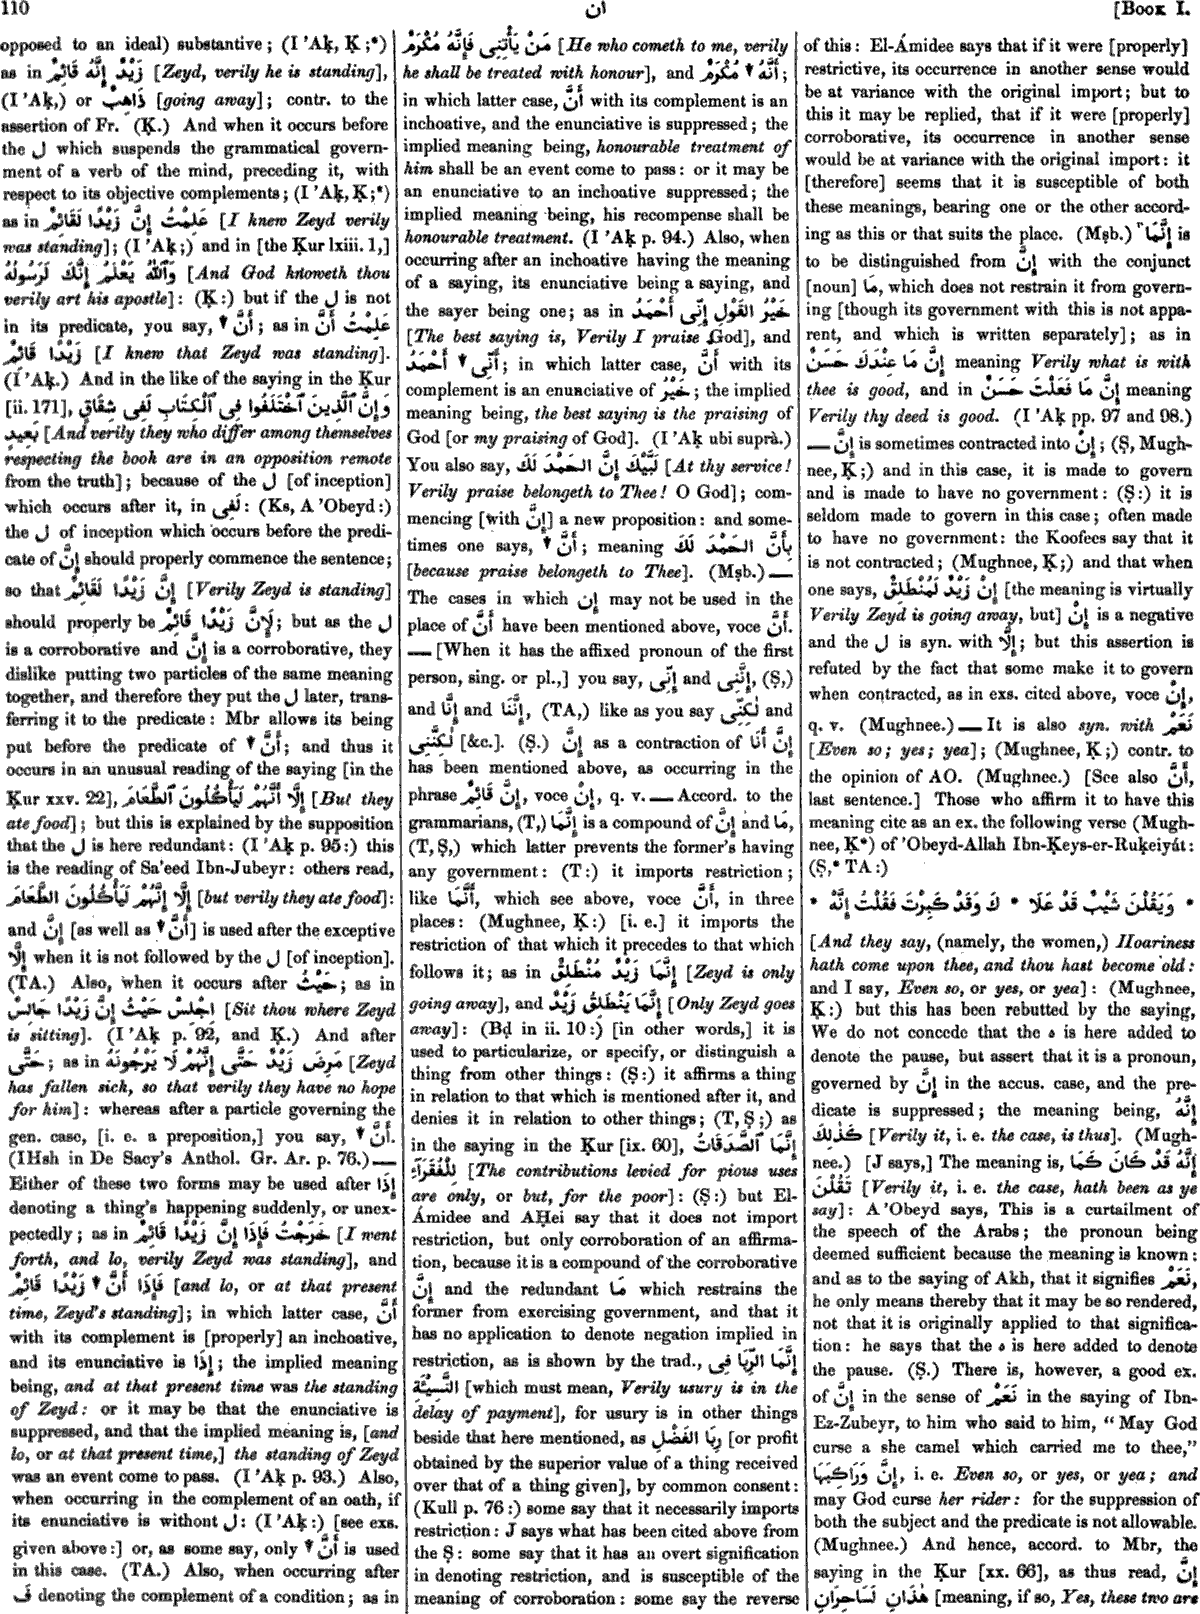 110
ان
[Book I.
opposed to an ideal) substantive; (I 'Aḳ, Ḳ;*)
as in زَيْدٌ إِنَّهُ قَائِمٌ [Zeyd, verily he is standing],
(I 'Aḳ,) or ذَاهِبٌ [going away]; contr. to the
assertion of Fr. (Ḳ.) And when it occurs before
the ل which suspends the grammatical govern-
ment of a verb of the mind, preceding it, with
respect to its objective complements; (I 'Aḳ, Ḳ;*)
as in عَلِمْتُ إِنَّ زَيْدًا لَقَائِمٌ [I knew Zeyd verily
was standing]; (I 'Aḳ;) and in [the Ḳur lxiii. 1,]
وَٱللّٰهُ يَعْلَمُ إِنَّكَ لَرَسُولُهُ [And God knoweth thou
verily art his apostle]: (Ḳ:) but if the ل is not
in its predicate, you say, ↓ أَنَّ; as in عَلِمْتُ أَنَّ
زَيْدًا قَائِمٌ [I knew that Zeyd was standing].
(I 'Aḳ.) And in the like of the saying in the Ḳur
[ii. 171], وَإِنَّ ٱلَّذِينَ ٱخْتَلَفُوا فِى ٱلْكِتَابِ لَفِى شِقَاقٍ
بَعِيدٍ [And verily they who differ among themselves
respecting the book are in an opposition remote
from the truth]; because of the ل [of inception]
which occurs after it, in لَفِى: (Ks, A 'Obeyd:)
the ل of inception which occurs before the predi-
cate of إِنَّ should properly commence the sentence;
so that إِنَّ زَيْدًا لَقَائِمٌ [Verily Zeyd is standing]
should properly be لَإِنَّ زَيْدًا قَائِمٌ; but as the ل
is a corroborative and إِنَّ is a corroborative, they
dislike putting two particles of the same meaning
together, and therefore they put the ل later, trans-
ferring it to the predicate: Mbr allows its being
put before the predicate of ↓ أَنَّ; and thus it
occurs in an unusual reading of the saying [in the
Ḳur xxv. 22], إِلَّا أَنَّهُمْ لَيَأْكُلُونَ ٱلطَّعَامَ [But they
ate food]; but this is explained by the supposition
that the ل is here redundant: (I 'Aḳ p. 95:) this
is the reading of Sa'eed Ibn-Jubeyr: others read,
إِلَّا إِنَّهُمْ لَيَأْكُلُونَ الطَّعَامَ [but verily they ate food]:
and إِنَّ [as well as ↓ أَنَّ] is used after the exceptive
إِلَّا when it is not followed by the ل [of inception].
(TA.) Also, when it occurs after حَيْثُ; as in
اِجْلِسْ حَيْثُ إِنَّ زَيْدًا جَالِسٌ [Sit thou where Zeyd
is sitting]. (I 'Aḳ p. 92, and Ḳ.) And after
حَتَّى; as in مَرِضَ زَيْدٌ حَتَّى إِنَّهُمْ لَا يَرْجُونَهُ [Zeyd
has fallen sick, so that verily they have no hope
for him]: whereas after a particle governing the
gen. case, [i. e. a preposition,] you say, ↓ أَنَّ.
(IHsh in De Sacy's Anthol. Gr. Ar. p. 76.) —
Either of these two forms may be used after إِذَا
denoting a thing's happening suddenly, or unex-
pectedly; as in خَرَجْتُ فَإِذَا إِنَّ زَيْدًا قَائِمٌ [I went
forth, and lo, verily Zeyd was standing], and
فَإِذَا أَنَّ ↓ زَيْدًا قَائِمٌ [and lo, or at that present
time, Zeyd's standing]; in which latter case, أَنَّ
with its complement is [properly] an inchoative,
and its enunciative is إِذَا; the implied meaning
being, and at that present time was the standing
of Zeyd: or it may be that the enunciative is
suppressed, and that the implied meaning is, [and
lo, or at that present time,] the standing of Zeyd
was an event come to pass. (I 'Aḳ p. 93.) Also,
when occurring in the complement of an oath, if
its enunciative is without ل: (I 'Aḳ:) [see exs.
given above:] or, as some say, only ↓ أَنَّ is used
in this case. (TA.) Also, when occurring after
فَ denoting the complement of a condition; as in
مَنْ يَأْتِنِى فَإِنَّهُ مُكْرَمٌ [He who cometh to me, verily
he shall be treated with honour], and أَنَّهُ ↓ مُكْرَمٌ;
in which latter case, أَنَّ with its complement is an
inchoative, and the enunciative is suppressed; the
implied meaning being, honourable treatment of
him shall be an event come to pass: or it may be
an enunciative to an inchoative suppressed; the
implied meaning being, his recompense shall be
honourable treatment. (I 'Aḳ p. 94.) Also, when
occurring after an inchoative having the meaning
of a saying, its enunciative being a saying, and
the sayer being one; as in خَيْرُ القَوْلِ إِنِّى أَحْمَدُ
[The best saying is, Verily I praise God], and
أَنِّى ↓ أَحْمَدُ; in which latter case, أَنَّ with its
complement is an enunciative of خَيْرُ; the implied
meaning being, the best saying is the praising of
God [or my praising of God]. (I 'Aḳ ubi suprà.)
You also say, لَبَّيْكَ إِنَّ الحَمْدَ لَكَ [At thy service!
Verily praise belongeth to Thee! O God]; com-
mencing [with إِنَّ] a new proposition: and some-
times one says, ↓ أَنَّ; meaning بِأَنَّ الحَمْدَ لَكَ
[because praise belongeth to Thee]. (Mṣb.) —
The cases in which إِن may not be used in the
place of أَنَّ have been mentioned above, voce أَنَّ.
— [When it has the affixed pronoun of the first
person, sing. or pl.,] you say, إِنِّى and إِنَّنِى, (Ṣ,)
and إِنَّا and إِنَّنَا, (TA,) like as you say لٰكِنِّى and
لٰكِنَّنِى [&c.]. (Ṣ.) إِنَّ as a contraction of إِنَّ أَنَا
has been mentioned above, as occurring in the
phrase إِنَّ قَائِمٌ, voce إِنْ, q. v. — Accord. to the
grammarians, (T,) إِنَّمَا is a compound of إِنَّ and مَا,
(T, Ṣ,) which latter prevents the former's having
any government: (T:) it imports restriction;
like أَنَّمَا, which see above, voce أَنَّ, in three
places: (Mughnee, Ḳ:) [i. e.] it imports the
restriction of that which it precedes to that which
follows it; as in إِنَّمَا زَيْدٌ مُنْطَلِقٌ [Zeyd is only
going away], and إِنَّمَا يَنْطَلِقُ زَيْدٌ [Only Zeyd goes
away]: (Bḍ in ii. 10:) [in other words,] it is
used to particularize, or specify, or distinguish a
thing from other things: (Ṣ:) it affirms a thing
in relation to that which is mentioned after it, and
denies it in relation to other things; (T, Ṣ;) as
in the saying in the Ḳur [ix. 60], إِنَّمَا ٱلصَّدَقَاتُ
لِلْفُقَرَآءِ [The contributions levied for pious uses
are only, or but, for the poor]: (Ṣ:) but El-
Ámidee and AḤei say that it does not import
restriction, but only corroboration of an affirma-
tion, because it is a compound of the corroborative
إِنَّ and the redundant مَا which restrains the
former from exercising government, and that it
has no application to denote negation implied in
restriction, as is shown by the trad., إِنَّمَا الرِّبَا فِى
النَّسِيْئَةِ [which must mean, Verily usury is in the
delay of payment], for usury is in other things
beside that here mentioned, as رِبَا الفَضْلِ [or profit
obtained by the superior value of a thing received
over that of a thing given], by common consent:
(Kull p. 76:) some say that it necessarily imports
restriction: J says what has been cited above from
the Ṣ: some say that it has an overt signification
in denoting restriction, and is susceptible of the
meaning of corroboration: some say the reverse
of this: El-Ámidee says that if it were [properly]
restrictive, its occurrence in another sense would
be at variance with the original import; but to
this it may be replied, that if it were [properly]
corroborative, its occurrence in another sense
would be at variance with the original import: it
[therefore] seems that it is susceptible of both
these meanings, bearing one or the other accord-
ing as this or that suits the place. (Mṣb.) إِنَّمَا is
to be distinguished from إِنَّ with the conjunct
[noun] مَا, which does not restrain it from govern-
ing [though its government with this is not appa-
rent, and which is written separately]; as in
إِنَّ مَا عِنْدَكَ حَسَنٌ meaning Verily what is with
thee is good, and in إِنَّ مَا فَعَلْتَ حَسَنٌ meaning
Verily thy deed is good. (I 'Aḳ pp. 97 and 98.)
— إِنَّ is sometimes contracted into إِنْ; (Ṣ, Mugh-
nee, Ḳ;) and in this case, it is made to govern
and is made to have no government: (Ṣ:) it is
seldom made to govern in this case; often made
to have no government: the Koofees say that it
is not contracted; (Mughnee, Ḳ;) and that when
one says, إِنْ زَيْدٌ لَمُنْطَلِقٌ [the meaning is virtually
Verily Zeyd is going away, but] إِنْ is a negative
and the ل is syn. with إِلَّا; but this assertion is
refuted by the fact that some make it to govern
when contracted, as in exs. cited above, voce إِنْ,
q. v. (Mughnee.) — It is also syn. with نَعَمْ
[Even so; yes; yea]; (Mughnee, Ḳ;) contr. to
the opinion of AO. (Mughnee.) [See also أَنَّ,
last sentence.] Those who affirm it to have this
meaning cite as an ex. the following verse (Mugh-
nee, Ḳ*) of 'Obeyd-Allah Ibn-Ḳeys-er-Ruḳeiyát:
(Ṣ,* TA:)
* وَيَقُلْنَ شَيْبٌ قَدْ عَلَا * كَ وَقَدْ كَبِرْتَ فَقُلْتُ إِنَّهْ *
[And they say, (namely, the women,) Hoariness
hath come upon thee, and thou hast become old:
and I say, Even so, or yes, or yea]: (Mughnee,
Ḳ:) but this has been rebutted by the saying,
We do not concede that the ه is here added to
denote the pause, but assert that it is a pronoun,
governed by إِنَّ in the accus. case, and the pre-
dicate is suppressed; the meaning being, إِنَّهُ
كَذٰلِكَ [Verily it, i. e. the case, is thus]. (Mugh-
nee.) [J says,] The meaning is, إِنَّهُ قَدْ كَانَ كَمَا
تَقُلْنَ [Verily it, i. e. the case, hath been as ye
say]: A 'Obeyd says, This is a curtailment of
the speech of the Arabs; the pronoun being
deemed sufficient because the meaning is known:
and as to the saying of Akh, that it signifies نَعَمْ,
he only means thereby that it may be so rendered,
not that it is originally applied to that significa-
tion: he says that the ه is here added to denote
the pause. (Ṣ.) There is, however, a good ex.
of إِنَّ in the sense of نَعَمْ in the saying of Ibn-
Ez-Zubeyr, to him who said to him, "May God
curse a she camel which carried me to thee,"
إِنَّ وَرَاكِبَهَا, i. e. Even so, or yes, or yea; and
may God curse her rider: for the suppression of
both the subject and the predicate is not allowable.
(Mughnee.) And hence, accord. to Mbr, the
saying in the Ḳur [xx. 66], as thus read, إِنَّ
هٰذَانِ لَسَاحِرَانِ [meaning, if so, Yes, these two are